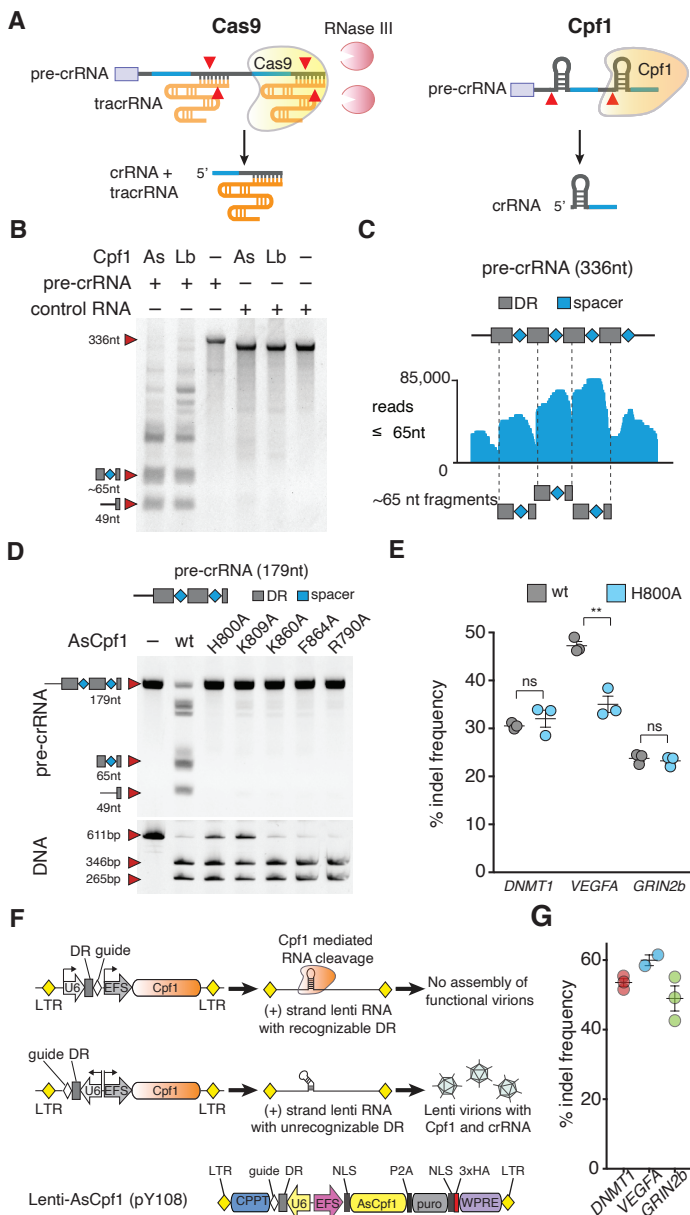 A
Cas9
RNase III
Cas9
pre-crRNA
tracrRNA
crRNA +
tracrRNA
5'
Cpf1
Cpf1
pre-crRNA
crRNA
5'
B
Cpf1 As Lb – As Lb –
pre-crRNA + + + – – –
control RNA – – – + + +
336nt
~65nt
49nt
C
pre-crRNA (336nt)
DR spacer
85,000
reads
≤ 65nt
0
~65 nt fragments
D
pre-crRNA (179nt)
DR spacer
AsCpf1 – wt H800A K809A K860A F864A R790A
pre-crRNA
179nt
65nt
49nt
DNA
611bp
346bp
265bp
E
wt H800A
% indel frequency
50
40
30
20
10
0
ns
**
ns
DNMT1 VEGFA GRIN2b
F
DR guide
U6 EFS Cpf1
LTR LTR
Cpf1 mediated
RNA cleavage
(+) strand lenti RNA
with recognizable DR
No assembly of
functional virions
guide DR
U6 EFS Cpf1
LTR LTR
(+) strand lenti RNA
with unrecognizable DR
Lenti virions with
Cpf1 and crRNA
Lenti-AsCpf1 (pY108)
LTR guide DR NLS P2A NLS 3xHA LTR
CPPT U6 EFS AsCpf1 puro WPRE
G
% indel frequency
60
40
20
0
DNMT1 VEGFA GRIN2b